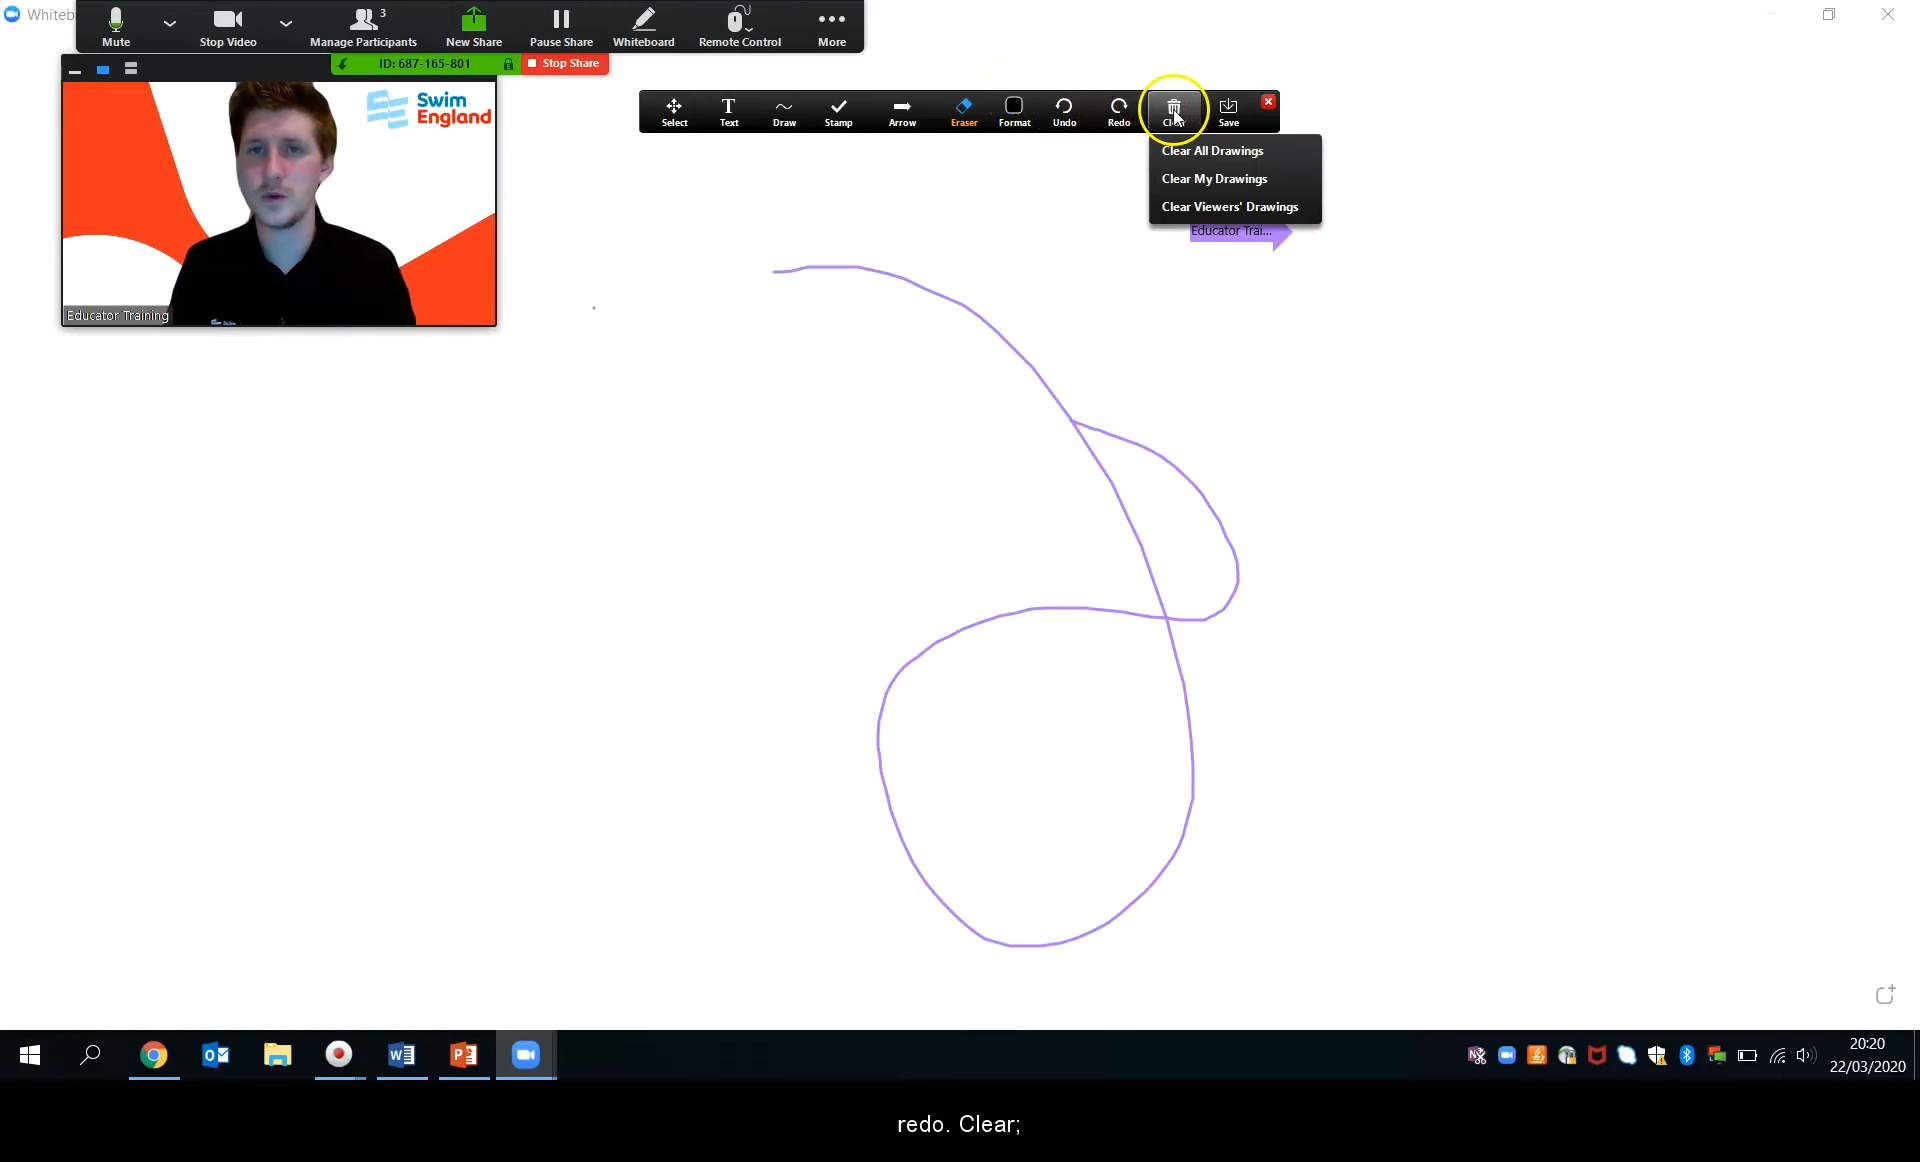 Whiteb
Mute
Stop Video
Manage Participants
3
New Share
Pause Share
Whiteboard
Remote Control
More
ID: 687-165-801
Stop Share
Swim
England
Educator Training
Select
Text
Draw
Stamp
Arrow
Eraser
Format
Undo
Redo
Save
Clear All Drawings
Clear My Drawings
Clear Viewers' Drawings
Educator Trai...
20:20
22/03/2020
redo. Clear;